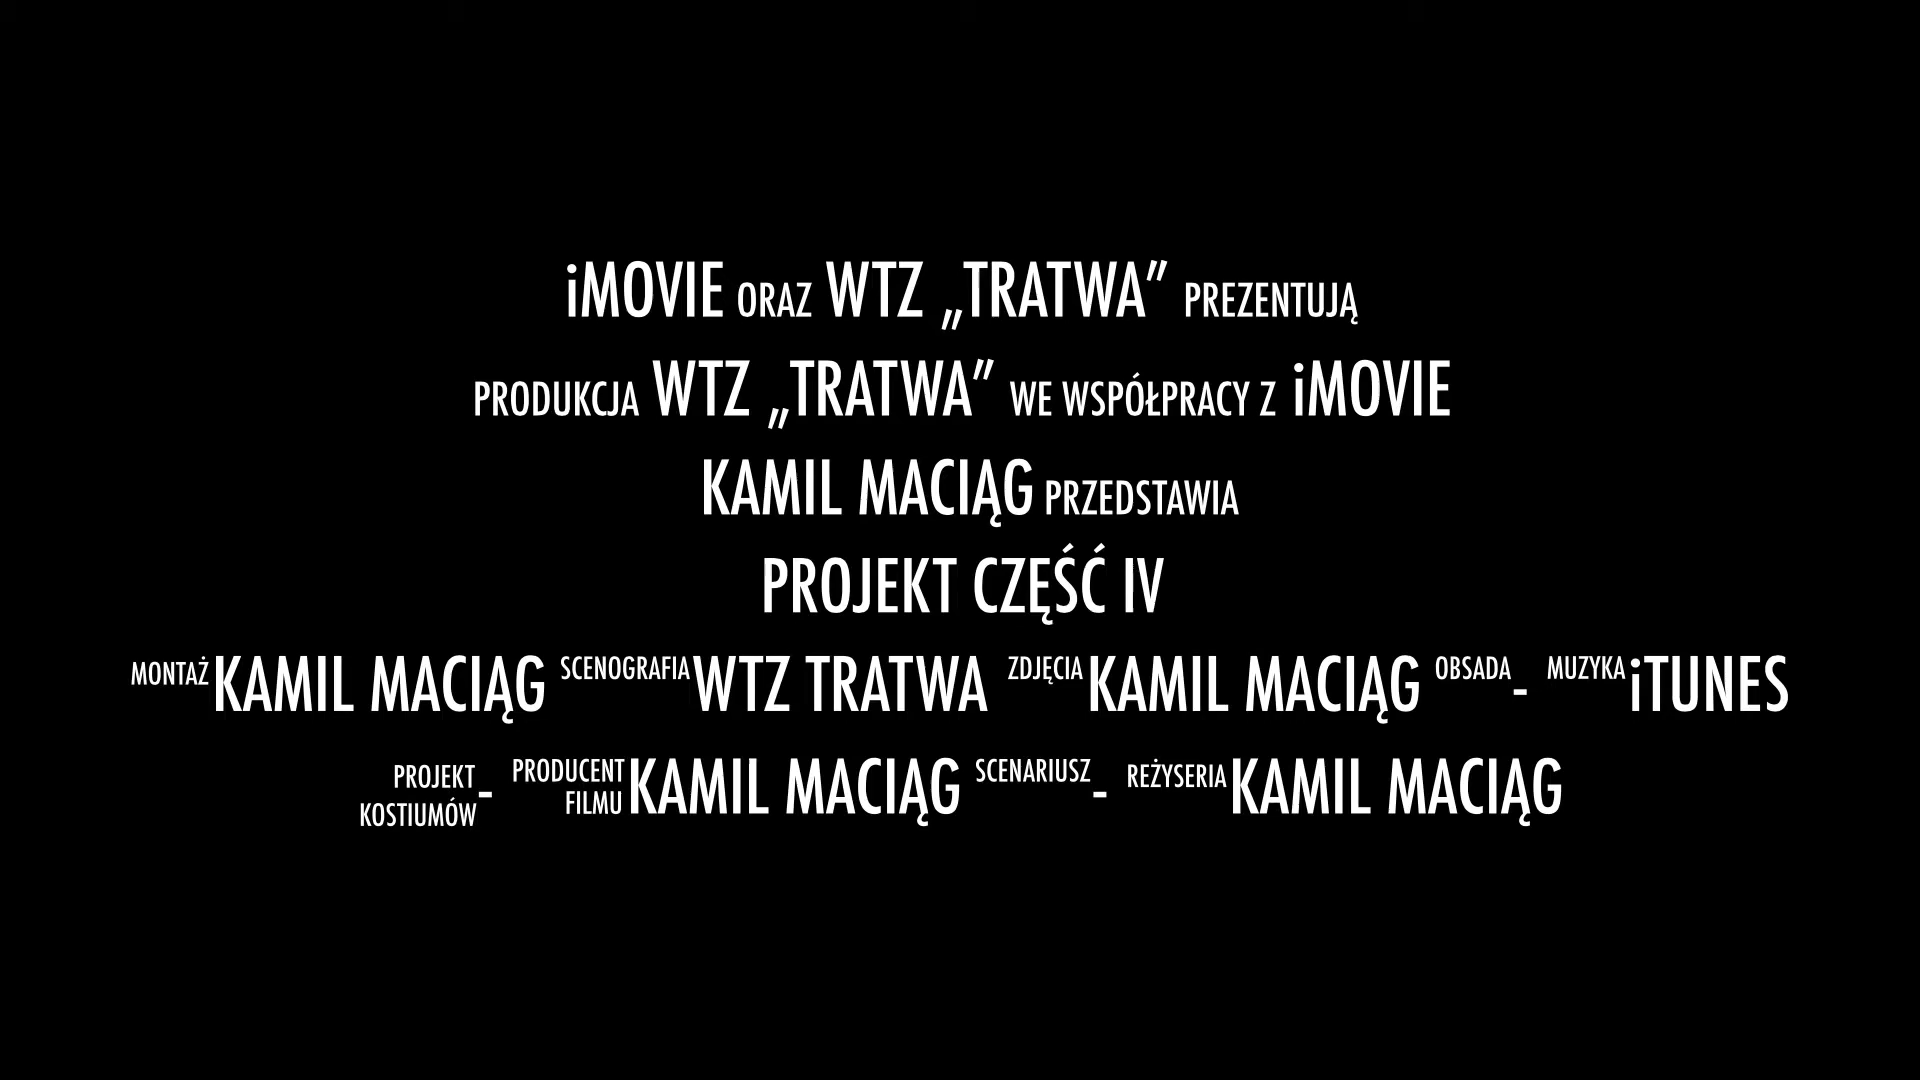 iMOVIE ORAZ WTZ „TRATWA” PREZENTUJĄ
PRODUKCJA WTZ „TRATWA” WE WSPÓŁPRACY Z iMOVIE
KAMIL MACIĄG PRZEDSTAWIA
PROJEKT CZĘŚĆ IV
MONTAŻ KAMIL MACIĄG SCENOGRAFIA WTZ TRATWA ZDJĘCIA KAMIL MACIĄG OBSADA - MUZYKA iTUNES
PROJEKT KOSTIUMÓW - PRODUCENT FILMU KAMIL MACIĄG SCENARIUSZ - REŻYSERIA KAMIL MACIĄG